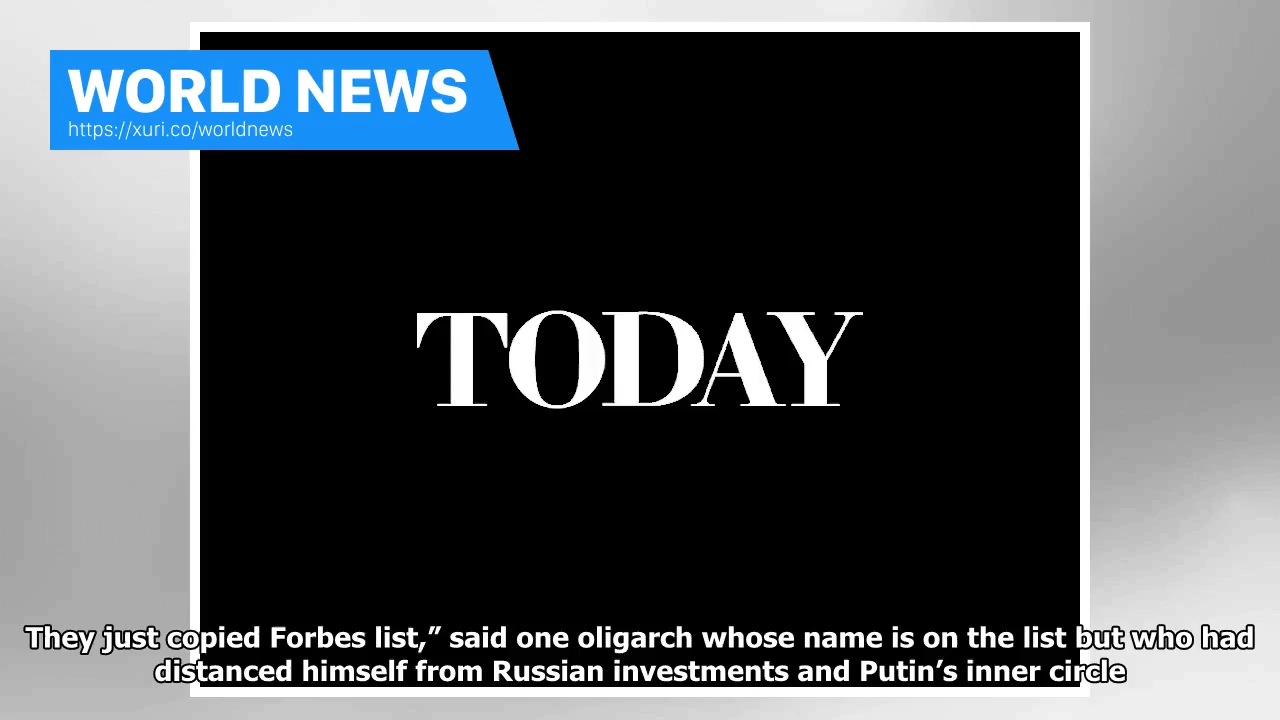 WORLD NEWS
https://xuri.co/worldnews
TODAY
They just copied Forbes list,” said one oligarch whose name is on the list but who had
distanced himself from Russian investments and Putin’s inner circle